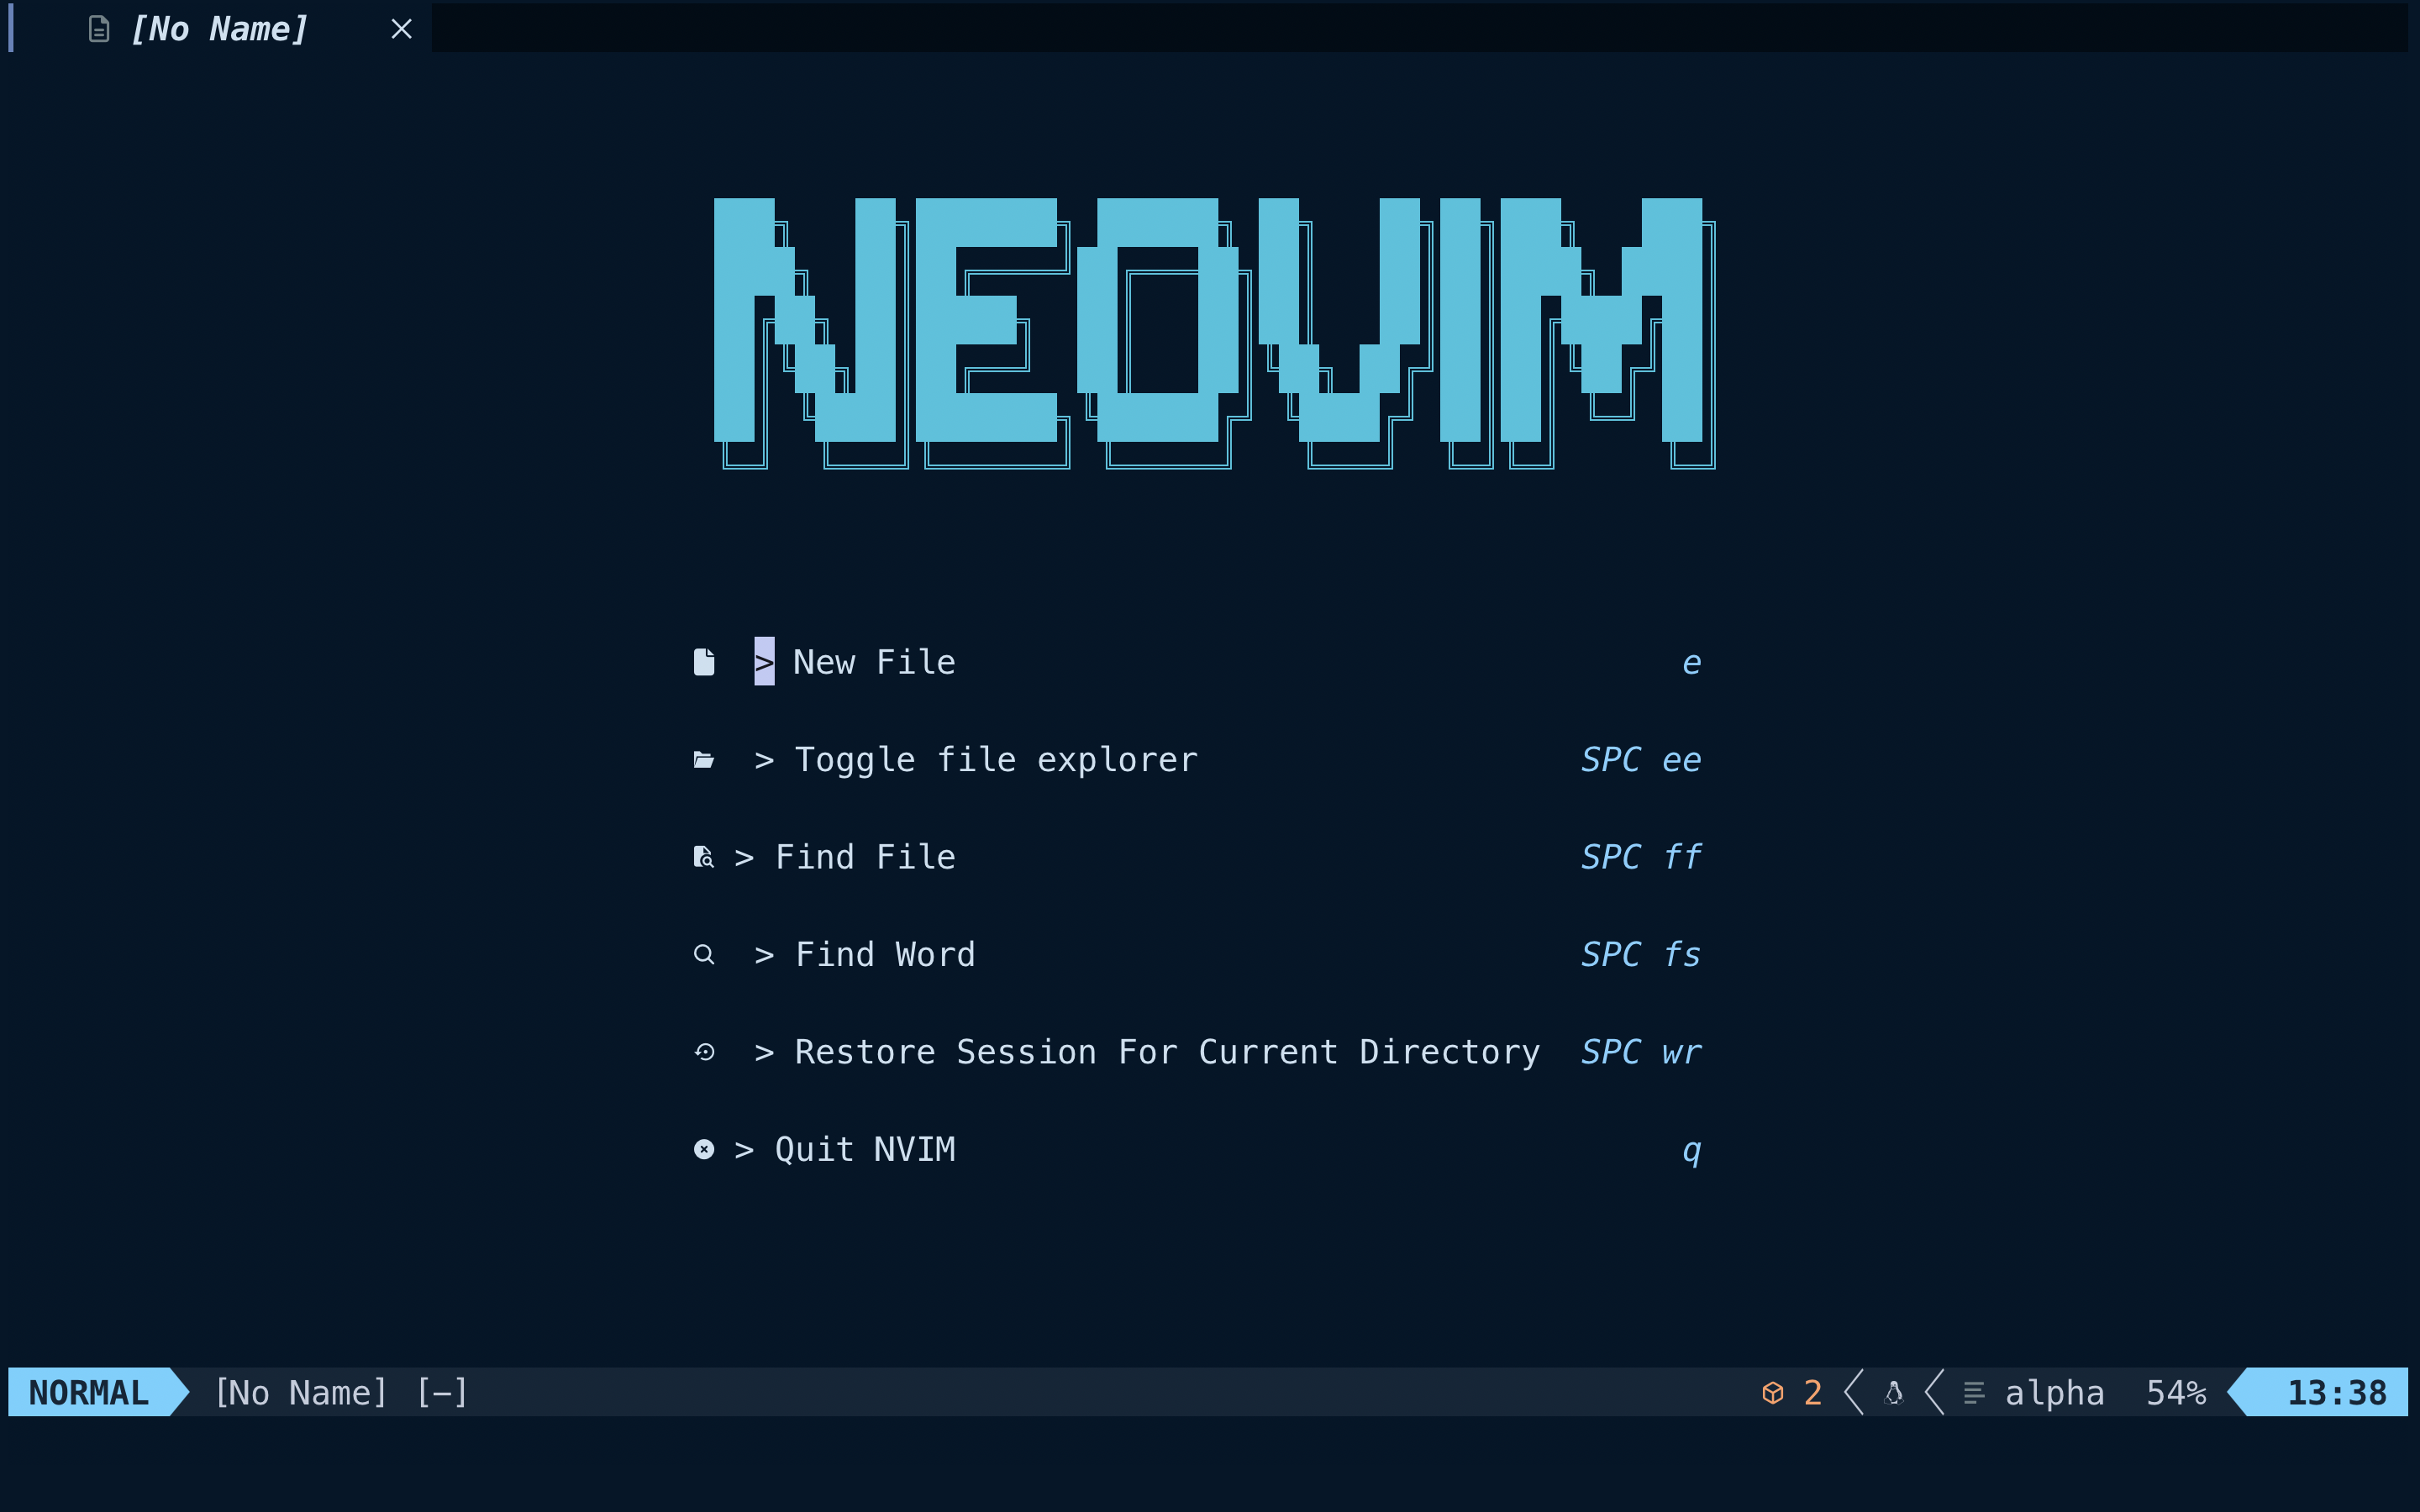 [No Name]
NEOVIM
> New File e
> Toggle file explorer SPC ee
> Find File SPC ff
> Find Word SPC fs
> Restore Session For Current Directory SPC wr
> Quit NVIM q
NORMAL [No Name] [-] 2 alpha 54% 13:38